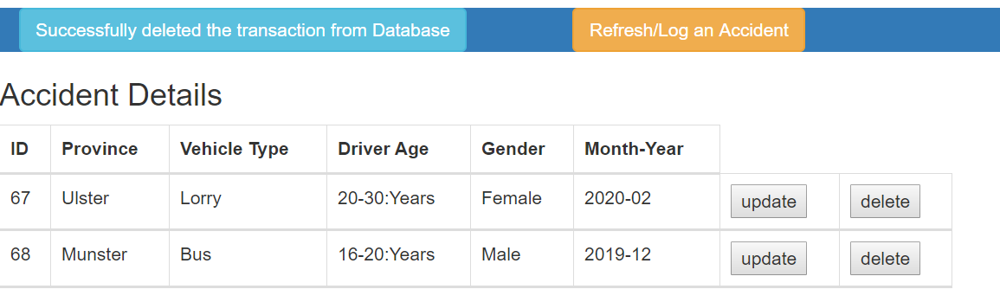 Successfully deleted the transaction from Database Refresh/Log an Accident
Accident Details
ID Province Vehicle Type Driver Age Gender Month-Year
67 Ulster Lorry 20-30:Years Female 2020-02 update delete
68 Munster Bus 16-20:Years Male 2019-12 update delete